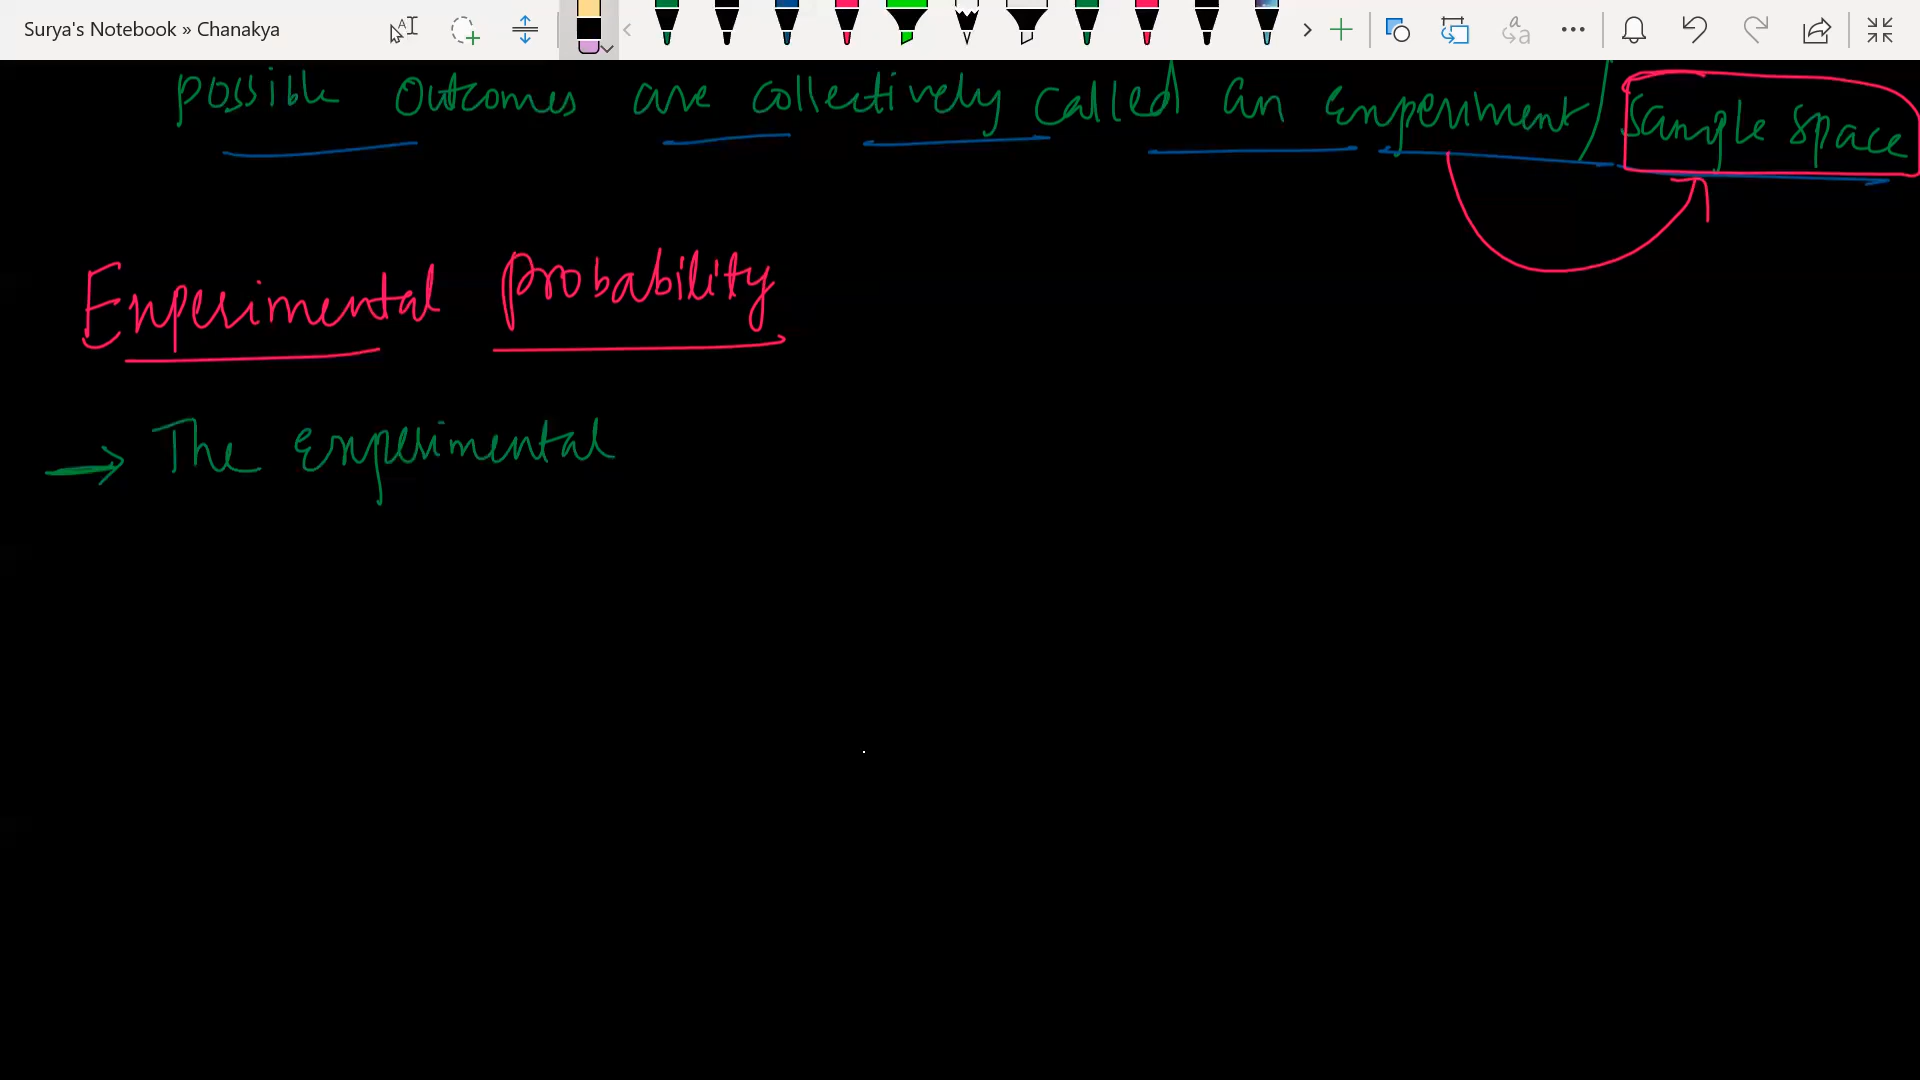 Surya's Notebook » Chanakya
possible outcomes are collectively called an experiment/ sample space
Experimental probability
→ The experimental